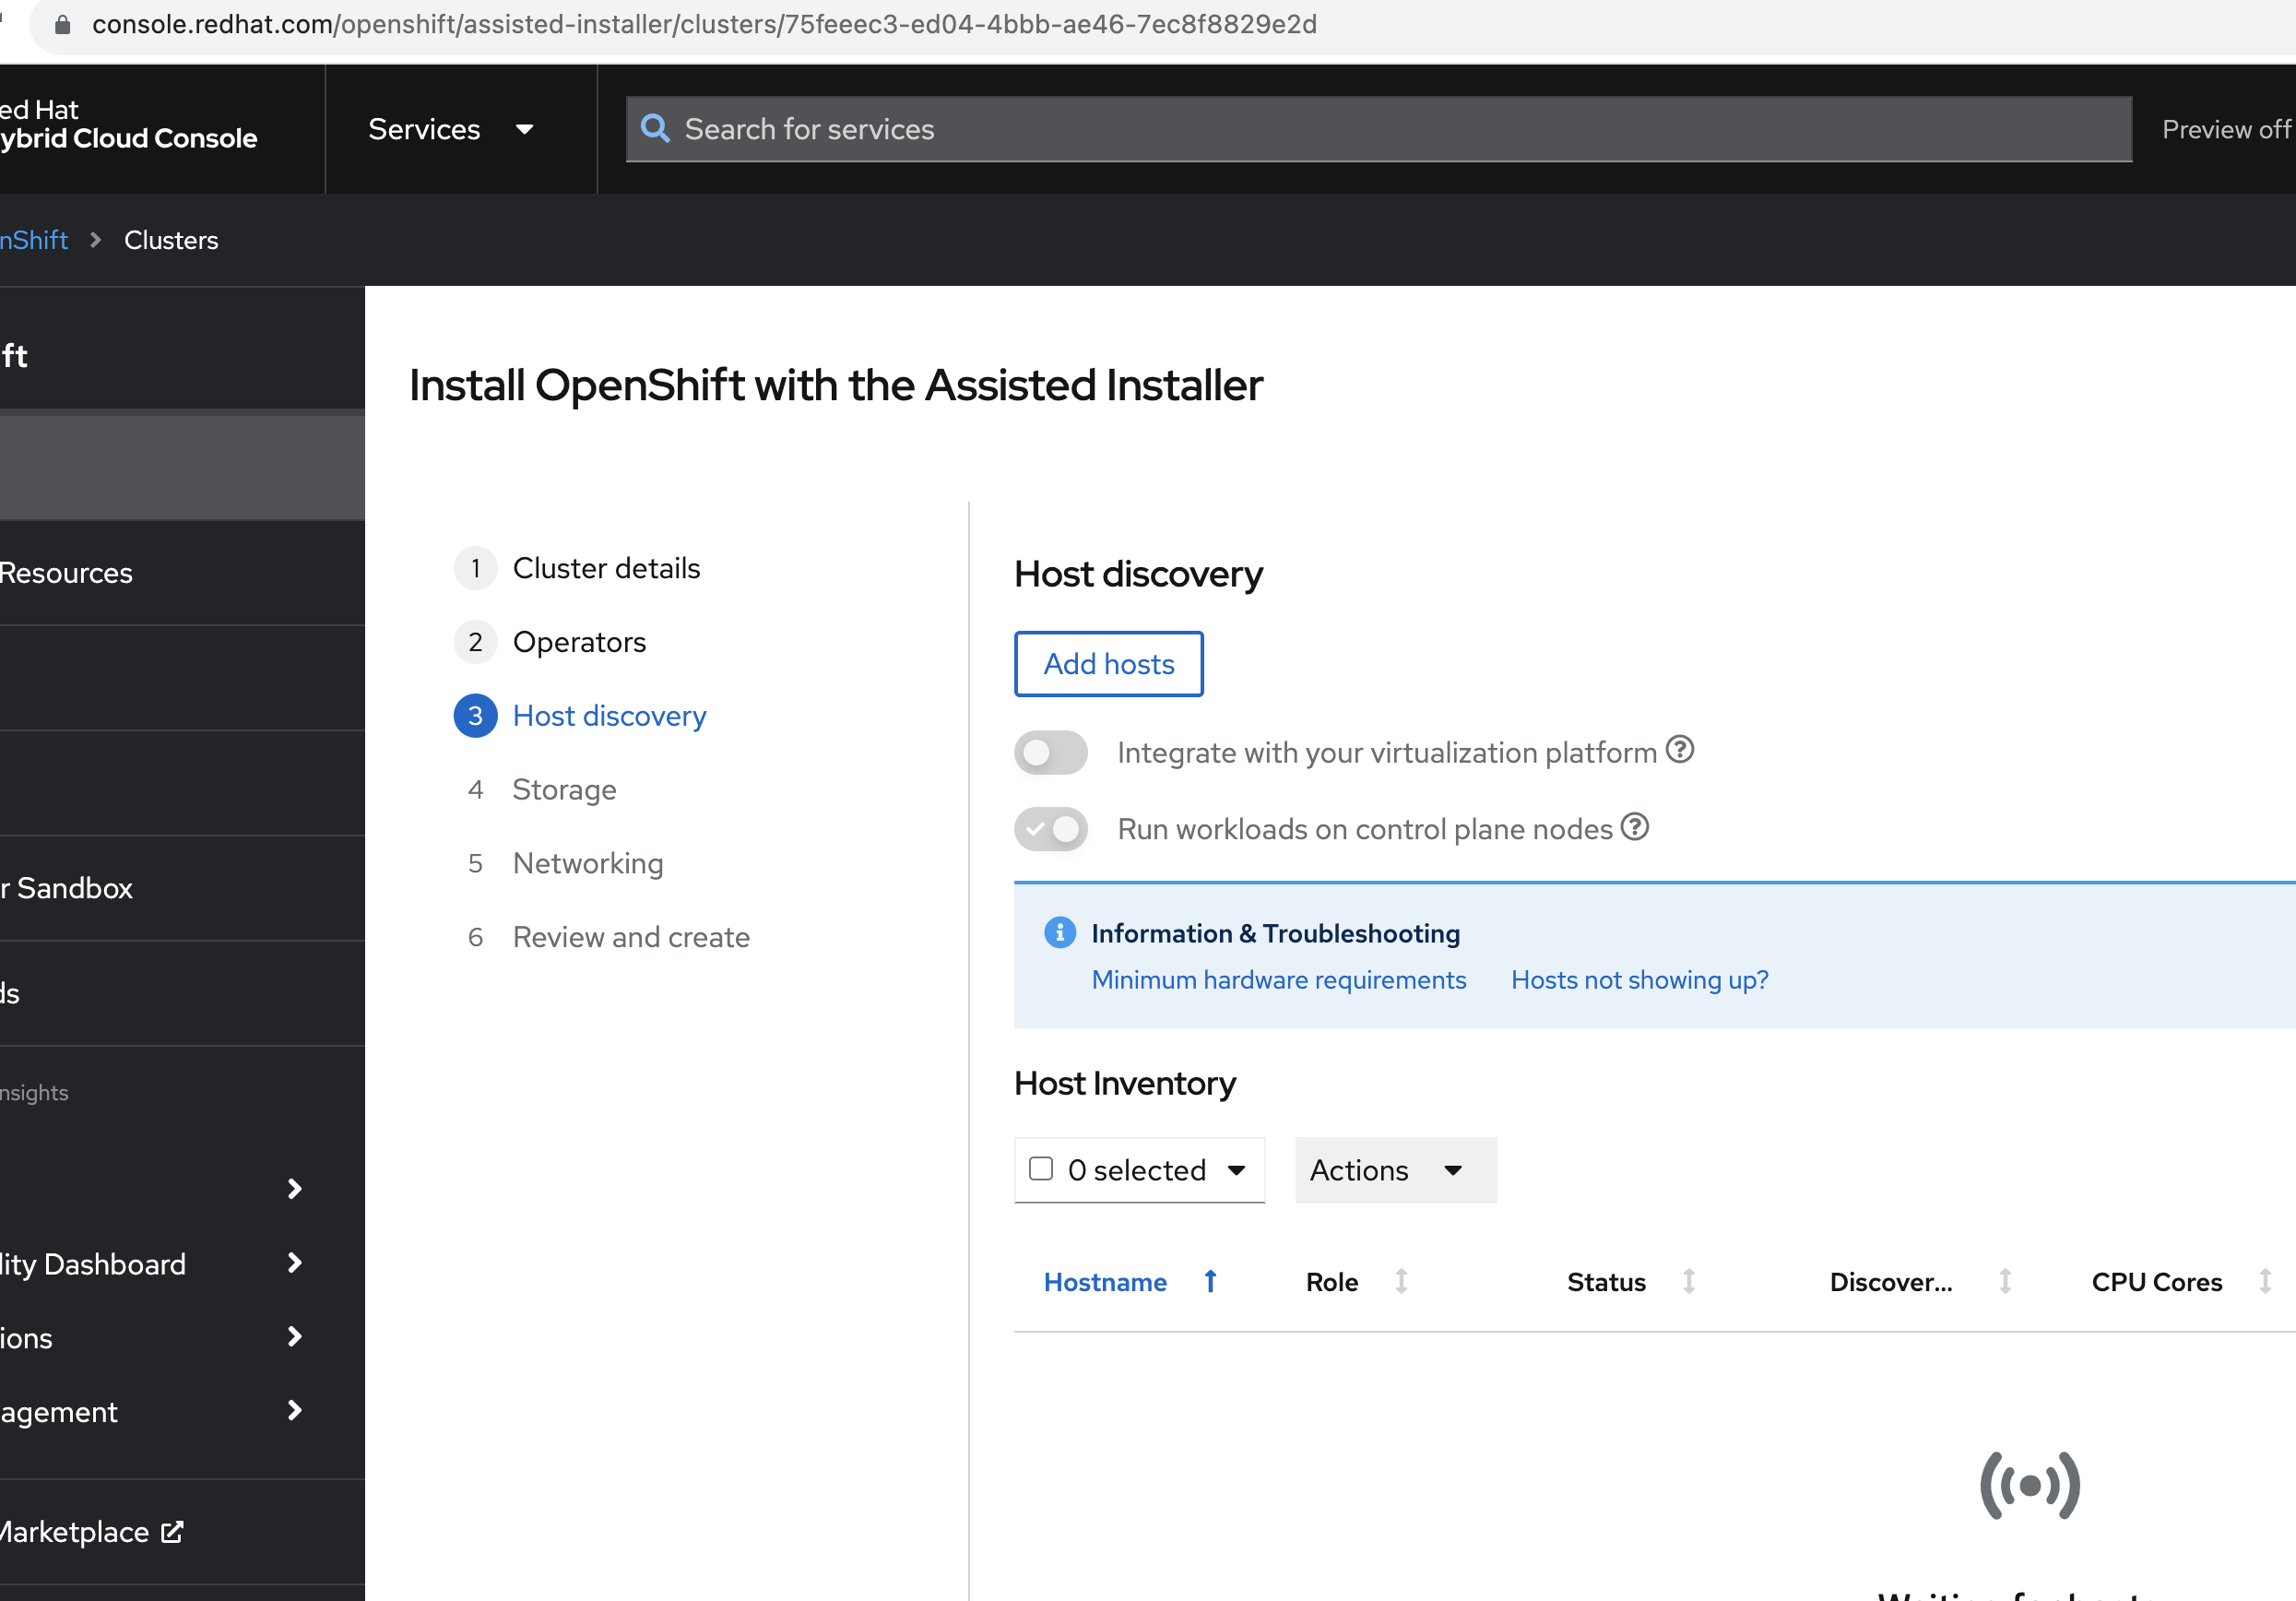 console.redhat.com/openshift/assisted-installer/clusters/75feeec3-ed04-4bbb-ae46-7ec8f8829e2d
ed Hat
ybrid Cloud Console
Services
Search for services
Preview off
nShift > Clusters
ft
Resources
r Sandbox
ds
nsights
lity Dashboard
ions
agement
Marketplace
Install OpenShift with the Assisted Installer
1 Cluster details
2 Operators
3 Host discovery
4 Storage
5 Networking
6 Review and create
Host discovery
Add hosts
Integrate with your virtualization platform
Run workloads on control plane nodes
Information & Troubleshooting
Minimum hardware requirements Hosts not showing up?
Host Inventory
0 selected Actions
Hostname Role Status Discover... CPU Cores